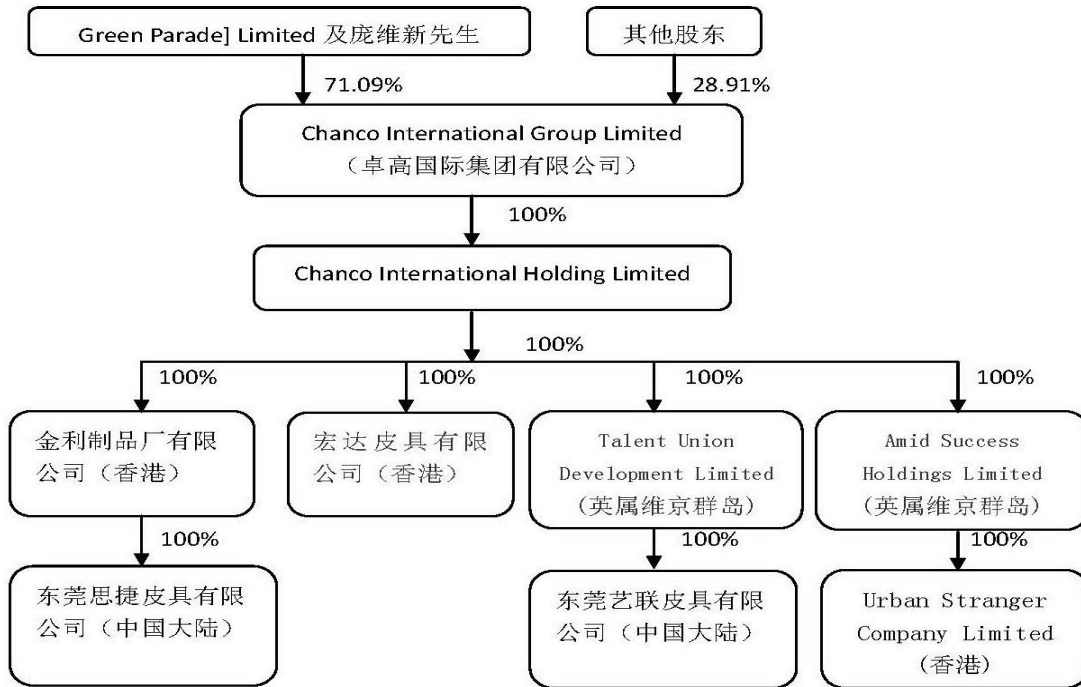 Green Parade] Limited 及庞维新先生
其他股东
71.09%
28.91%
Chanco International Group Limited
（卓高国际集团有限公司）
100%
Chanco International Holding Limited
100%
100%
100%
100%
100%
金利制品厂有限
公司（香港）
宏达皮具有限
公司（香港）
Talent Union
Development Limited
(英属维京群岛)
Amid Success
Holdings Limited
(英属维京群岛)
100%
100%
100%
东莞思捷皮具有限
公司（中国大陆）
东莞艺联皮具有限
公司（中国大陆）
Urban Stranger
Company Limited
(香港)